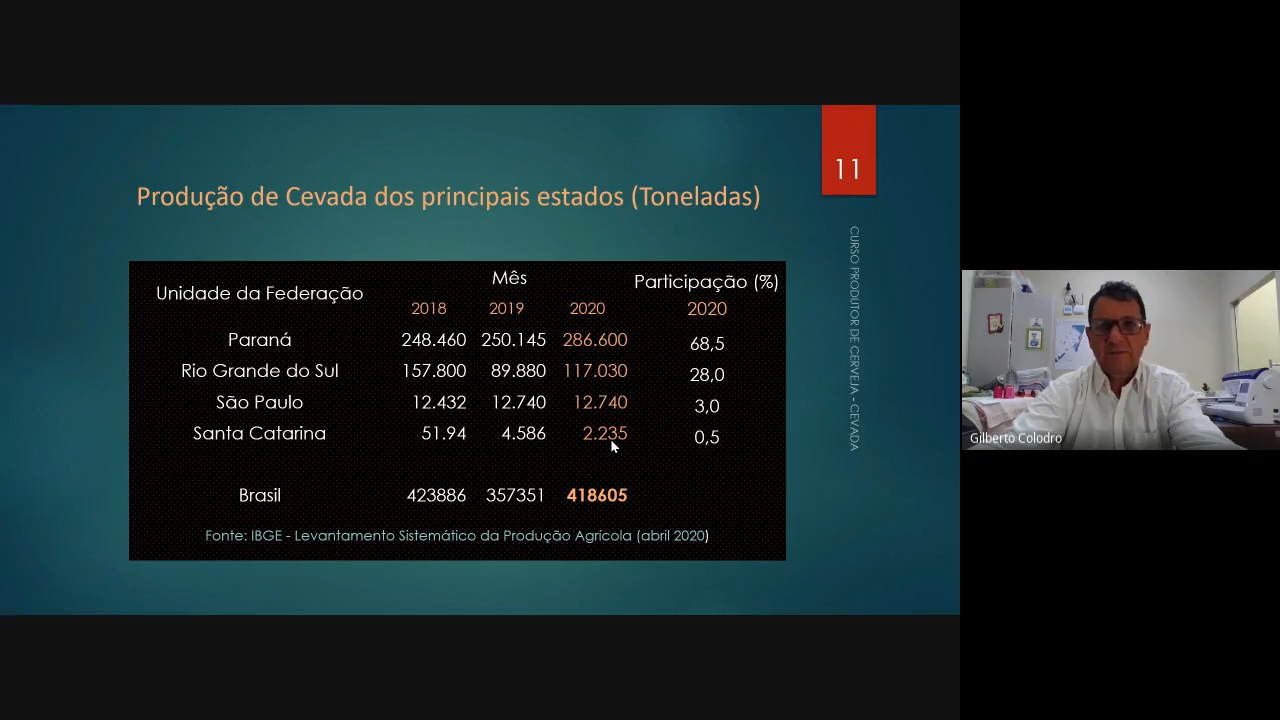 11
Produção de Cevada dos principais estados (Toneladas)
CURSO PRODUTOR DE CERVEJA - CEVADA
Unidade da Federação Mês Participação (%)
2018 2019 2020 2020
Paraná 248.460 250.145 286.600 68,5
Rio Grande do Sul 157.800 89.880 117.030 28,0
São Paulo 12.432 12.740 12.740 3,0
Santa Catarina 51.94 4.586 2.235 0,5
Brasil 423886 357351 418605
Fonte: IBGE - Levantamento Sistemático da Produção Agrícola (abril 2020)
Gilberto Colodro